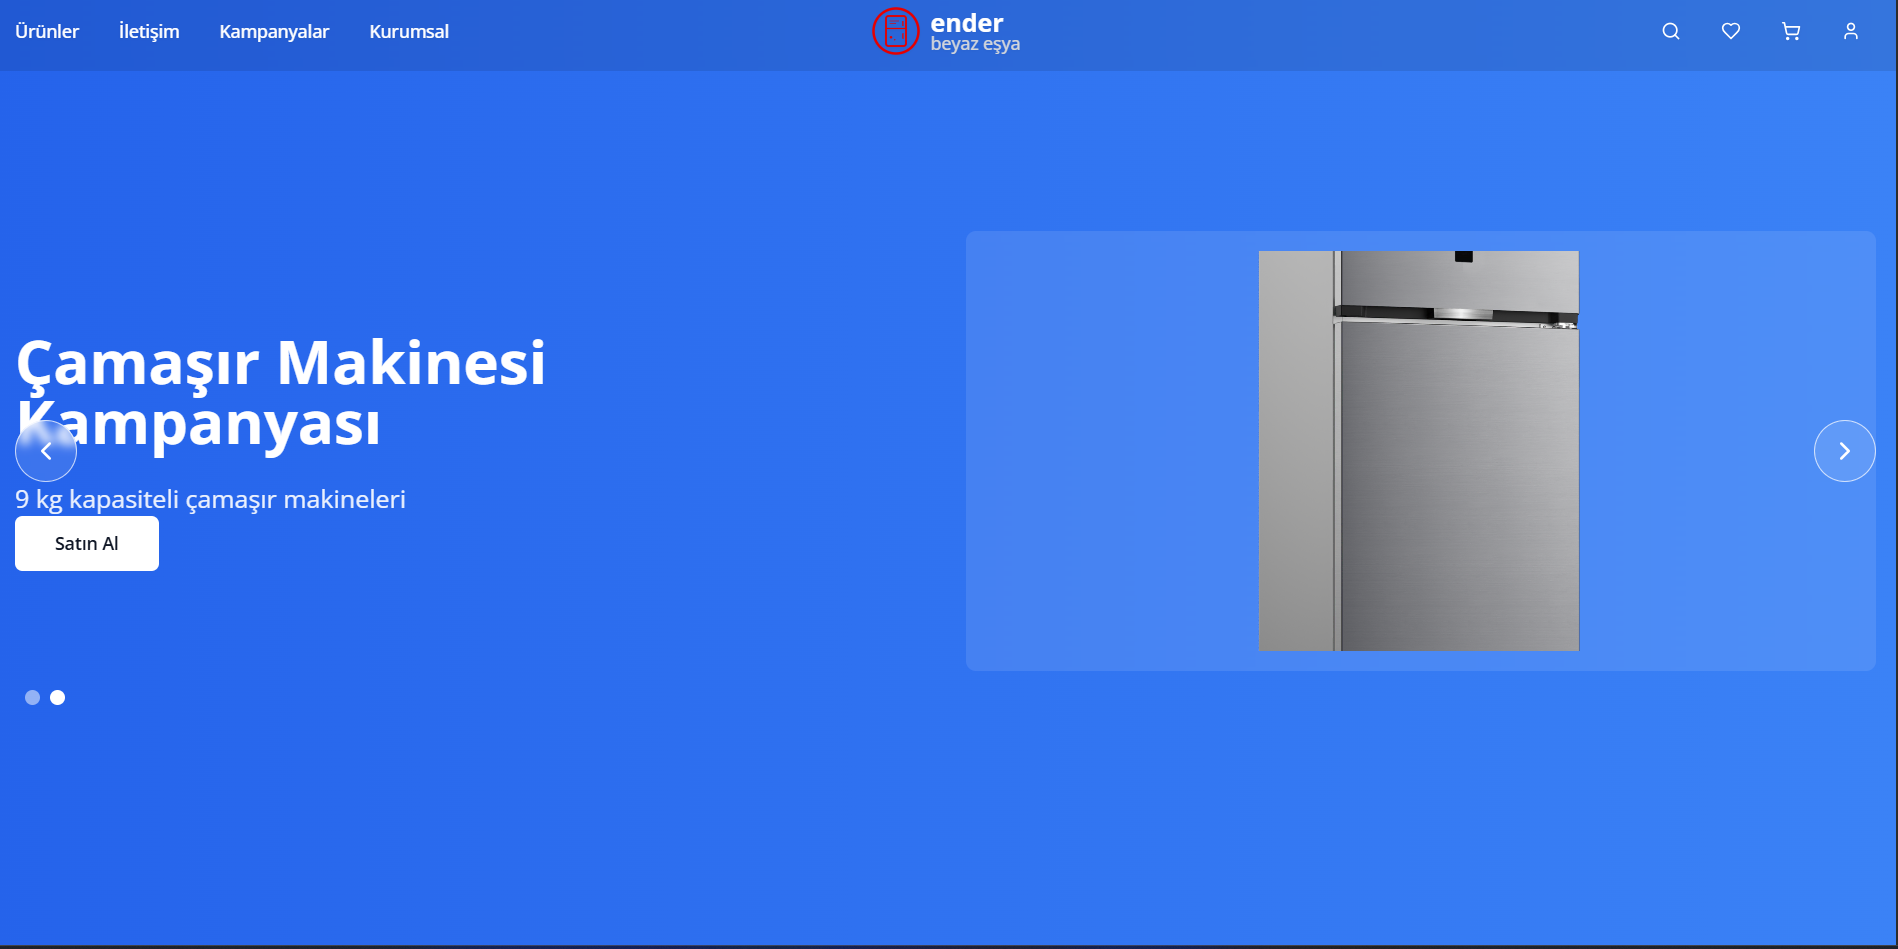 Ürünler
İletişim
Kampanyalar
Kurumsal
ender
beyaz eşya
Çamaşır Makinesi
Kampanyası
9 kg kapasiteli çamaşır makineleri
Satın Al